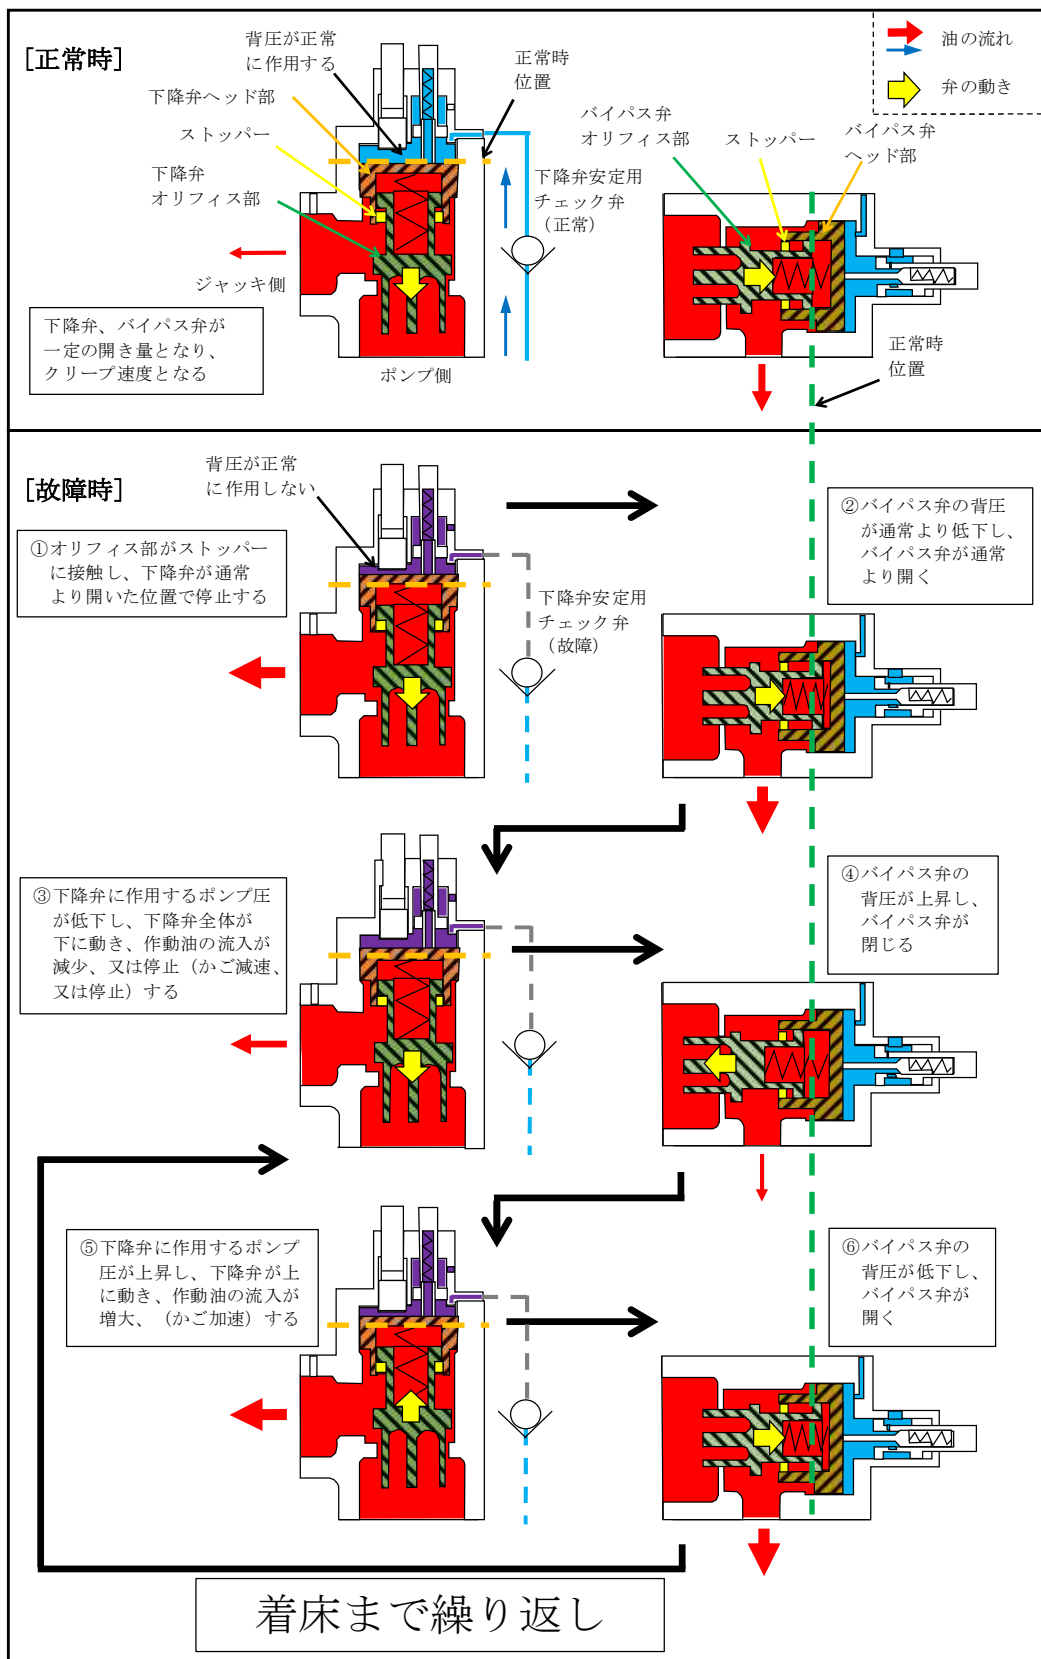 [正常時]
背圧が正常
に作用する
正常時
位置
油の流れ
弁の動き
下降弁ヘッド部
ストッパー
下降弁
オリフィス部
バイパス弁
オリフィス部
ストッパー
バイパス弁
ヘッド部
下降弁安定用
チェック弁
（正常）
ジャッキ側
下降弁、バイパス弁が
一定の開き量となり、
クリープ速度となる
ポンプ側
正常時
位置
[故障時]
背圧が正常
に作用しない
①オリフィス部がストッパー
に接触し、下降弁が通常
より開いた位置で停止する
下降弁安定用
チェック弁
（故障）
②バイパス弁の背圧
が通常より低下し、
バイパス弁が通常
より開く
③下降弁に作用するポンプ圧
が低下し、下降弁全体が
下に動き、作動油の流入が
減少、又は停止（かご減速、
又は停止）する
④バイパス弁の
背圧が上昇し、
バイパス弁が
閉じる
⑤下降弁に作用するポンプ
圧が上昇し、下降弁が上
に動き、作動油の流入が
増大、（かご加速）する
⑥バイパス弁の
背圧が低下し、
バイパス弁が
開く
着床まで繰り返し